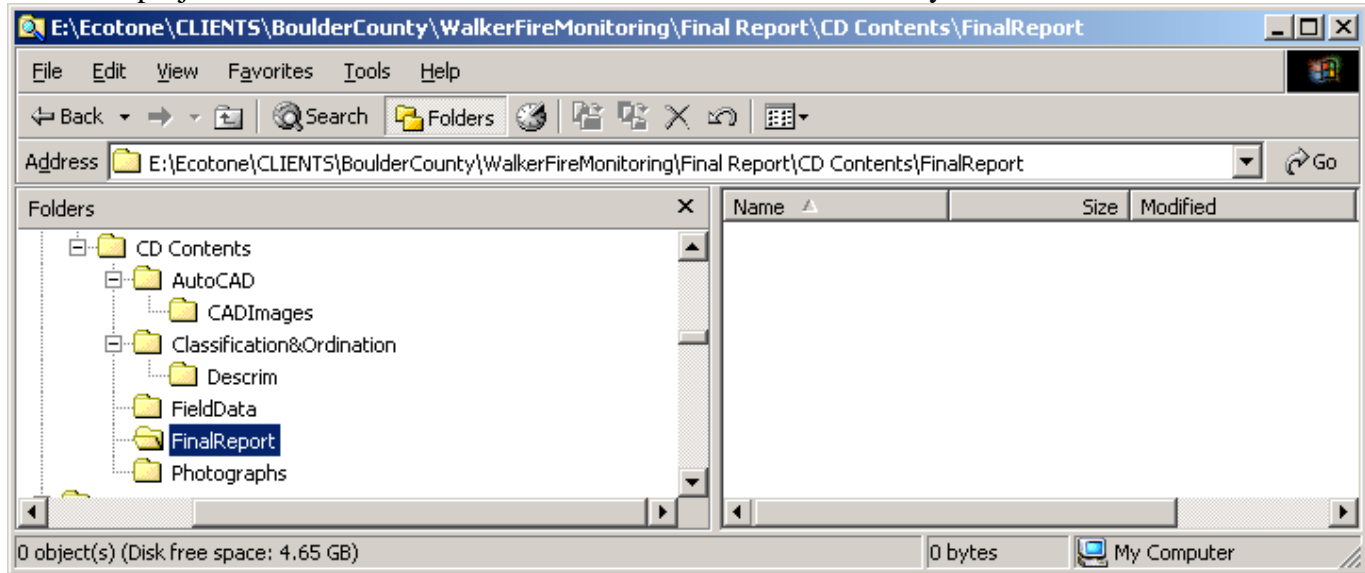 E:\Ecotone\CLIENTS\BoulderCounty\WalkerFireMonitoring\Final Report\CD Contents\FinalReport
File Edit View Favorites Tools Help
Back Search Folders
Address E:\Ecotone\CLIENTS\BoulderCounty\WalkerFireMonitoring\Final Report\CD Contents\FinalReport Go
Folders Name Size Modified
CD Contents
AutoCAD
CADImages
Classification&Ordination
Descrim
FieldData
FinalReport
Photographs
0 object(s) (Disk free space: 4.65 GB) 0 bytes My Computer